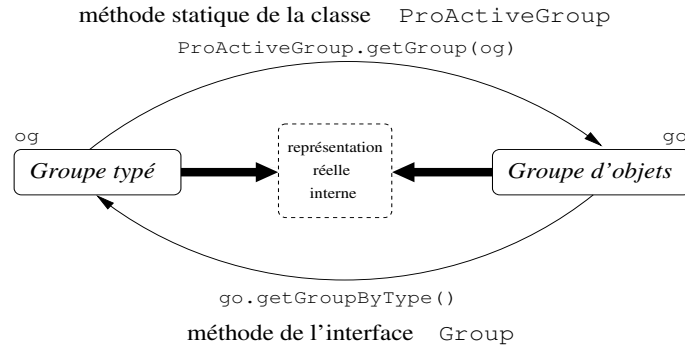 méthode statique de la classe ProActiveGroup
ProActiveGroup.getGroup(og)
og
go
Groupe typé
représentation
réelle
interne
Groupe d'objets
go.getGroupByType()
méthode de l'interface Group